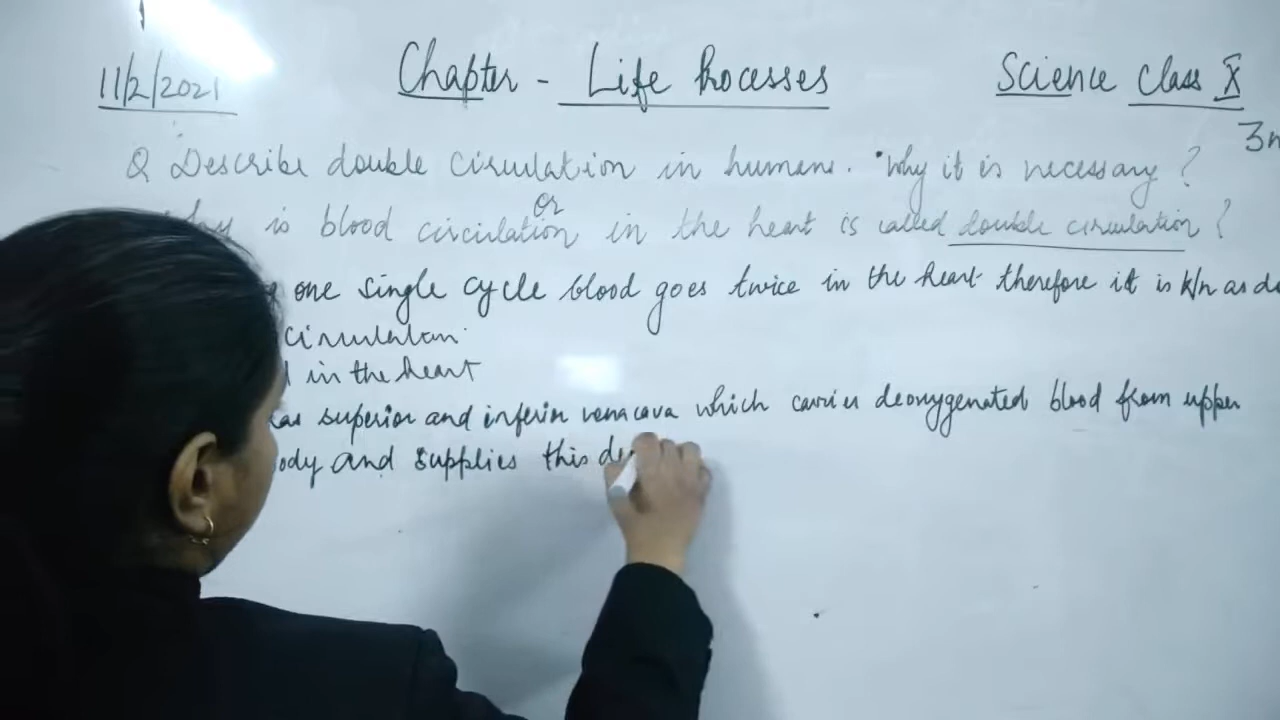 11/2/2021 Chapter - Life Processes Science Class X
3m
Q Describe double circulation in humans. Why it is necessary?
or
is blood circulation in the heart is called double circulation?
one single cycle blood goes twice in the heart therefore it is k/n as do
circulation.
in the heart
superior and inferior venacava which carries deoxygenated blood from upper
ody and supplies this de